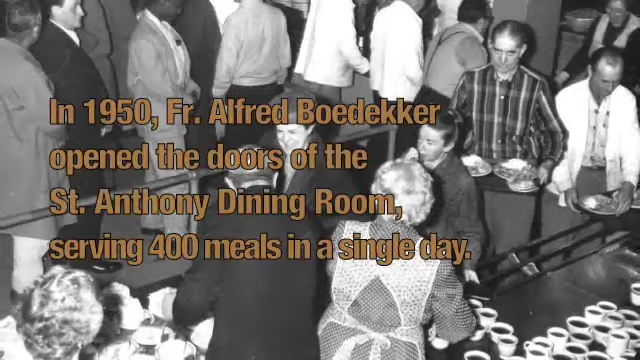 In 1950, Fr. Alfred Boedekker
opened the doors of the
St. Anthony Dining Room,
serving 400 meals in a single day.